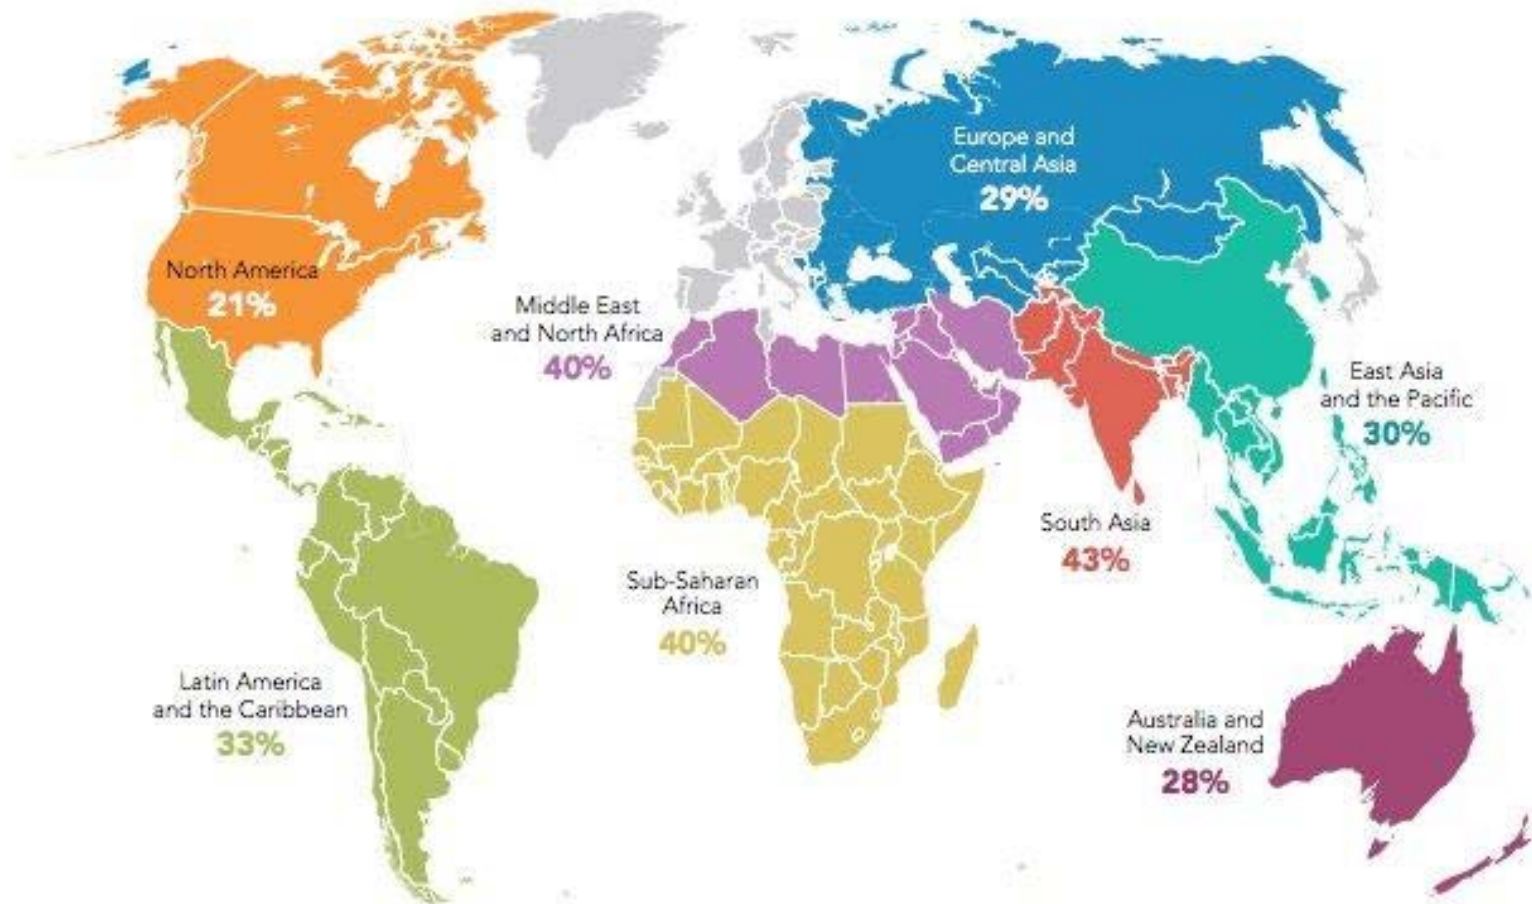 Europe and
Central Asia
29%
North America
21%
Middle East
and North Africa
40%
East Asia
and the Pacific
30%
South Asia
43%
Sub-Saharan
Africa
40%
Latin America
and the Caribbean
33%
Australia and
New Zealand
28%